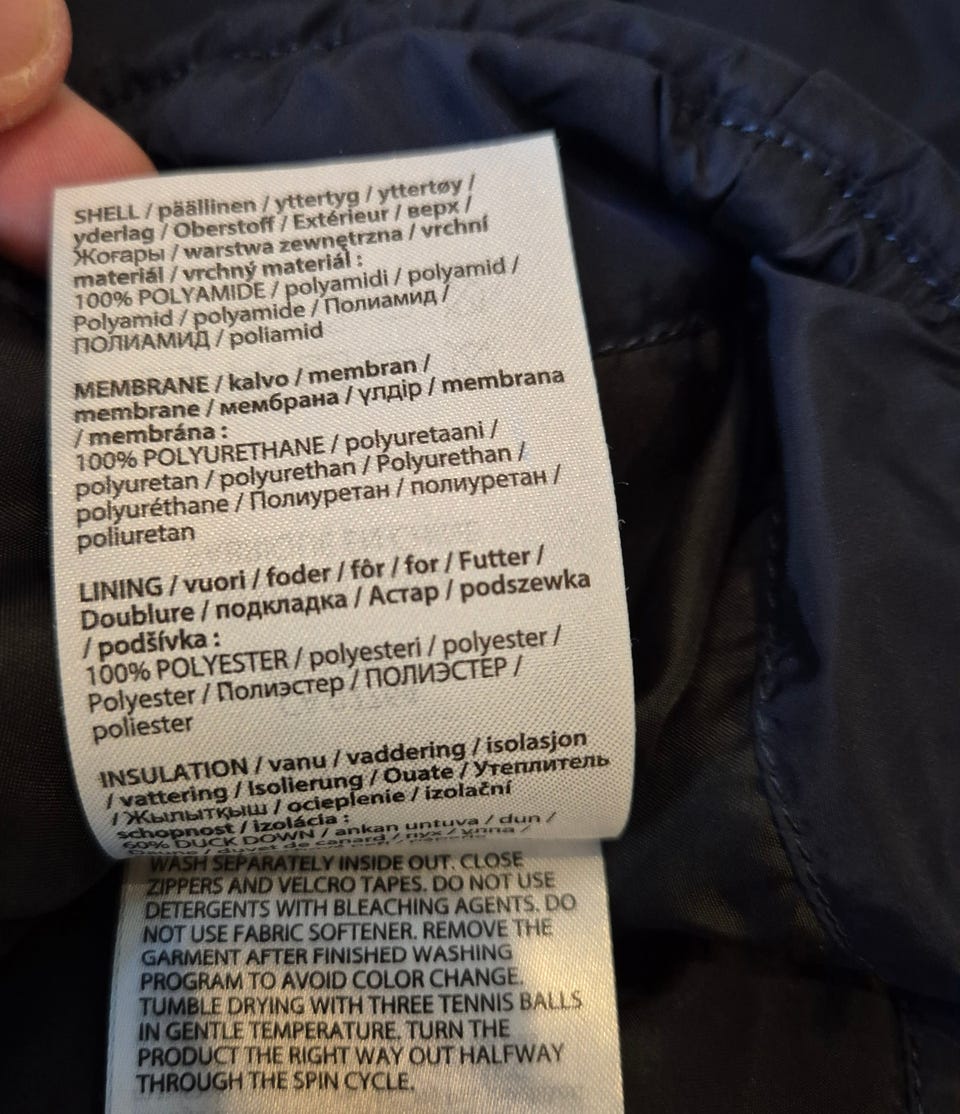 SHELL / päällinen / yttertyg / yttertøy /
yderlag / Oberstoff / Extérieur / верх /
Жоғары / warstwa zewnętrzna / vrchní
materiál / vrchný materiál :
100% POLYAMIDE / polyamidi / polyamid /
Polyamid / polyamide / Полиамид /
ПОЛИАМИД / poliamid
MEMBRANE / kalvo / membran /
membrane / мембрана / үлдір / membrana
/ membrána :
100% POLYURETHANE / polyuretaani /
polyuretan / polyurethan / Polyurethan /
polyuréthane / Полиуретан / полиуретан /
poliuretan
LINING / vuori / foder / fôr / for / Futter /
Doublure / подкладка / Астар / podszewka
/ podšívka :
100% POLYESTER / polyesteri / polyester /
Polyester / Полиэстер / ПОЛИЭСТЕР /
poliester
INSULATION / vanu / vaddering / isolasjon
/ vattering / Isolierung / Ouate / Утеплитель
/ Жылытқыш / ocieplenie / izolační
schopnost / izolácia :
60% DUCK DOWN / ankan untuva / dun /
Daune / duvet de canard / пух /
WASH SEPARATELY INSIDE OUT. CLOSE
ZIPPERS AND VELCRO TAPES. DO NOT USE
DETERGENTS WITH BLEACHING AGENTS. DO
NOT USE FABRIC SOFTENER. REMOVE THE
GARMENT AFTER FINISHED WASHING
PROGRAM TO AVOID COLOR CHANGE.
TUMBLE DRYING WITH THREE TENNIS BALLS
IN GENTLE TEMPERATURE. TURN THE
PRODUCT THE RIGHT WAY OUT HALFWAY
THROUGH THE SPIN CYCLE.